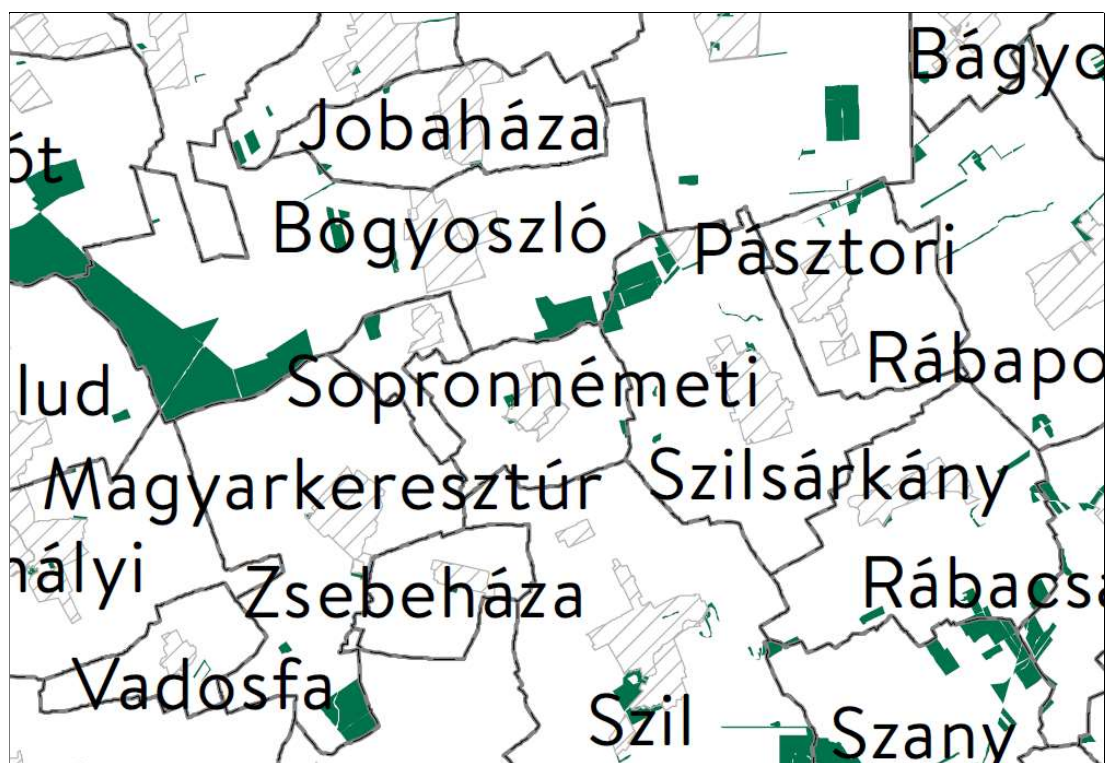 Bágyo
Jobaháza
ót
Bogyoszló
Pásztori
Rábapo
lud
Sopronnémeti
Szilsárkány
Magyarkeresztúr
hályi
Zsebeháza
Rábacsa
Vadosfa
Szil
Szany